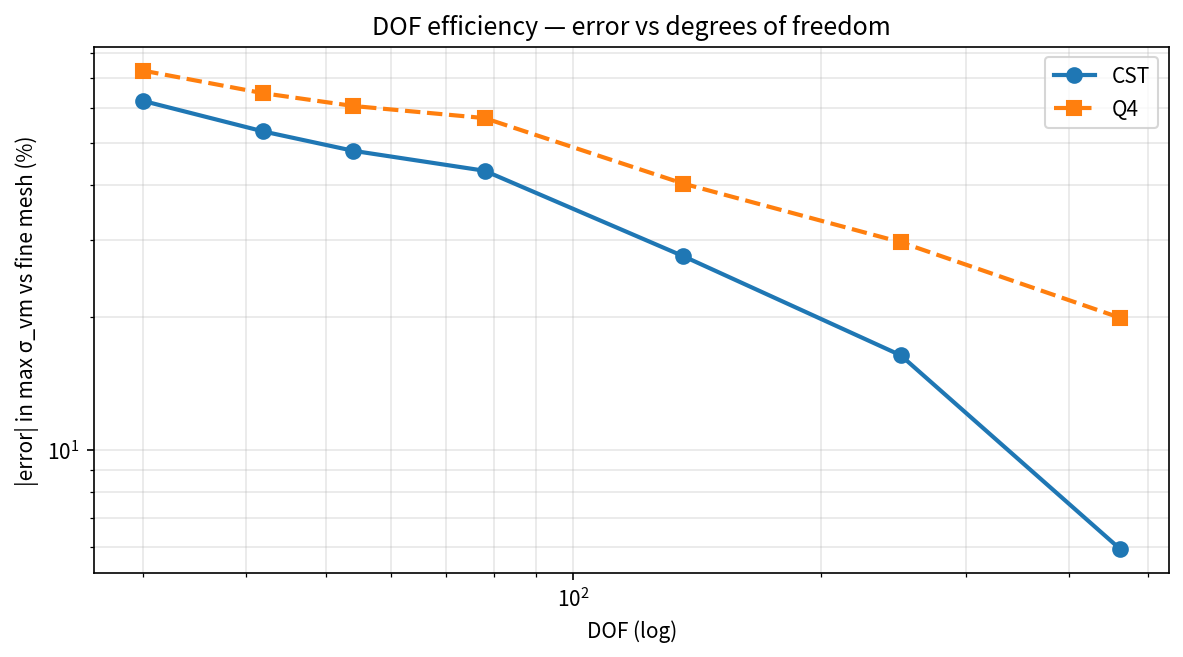 DOF efficiency — error vs degrees of freedom
CST
Q4
|error| in max σ_vm vs fine mesh (%)
10¹
10²
DOF (log)